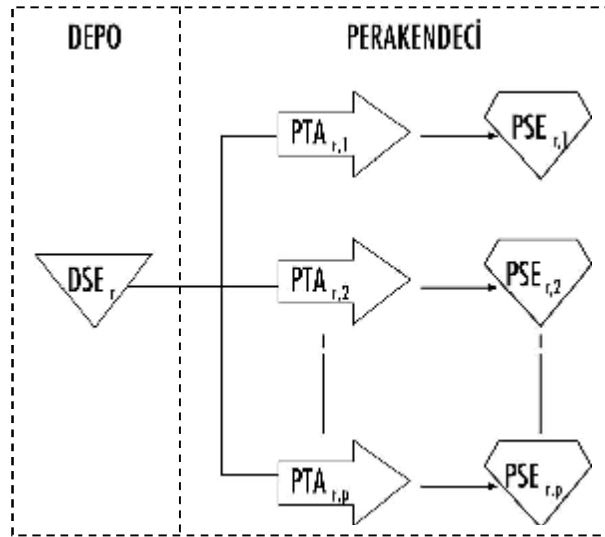 DEPO
PERAKENDECİ
PTA r,1
PSE r,1
DSE r
PTA r,2
PSE r,2
PTA r,p
PSE r,p